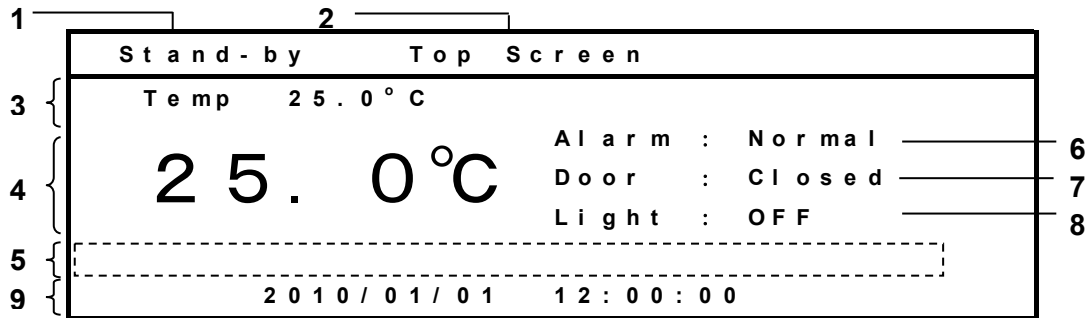 1 2
Stand-by Top Screen
3 Temp 25.0°C
Alarm : Normal 6
4 25.0℃ Door : Closed 7
Light : OFF 8
5
9 2010/01/01 12:00:00